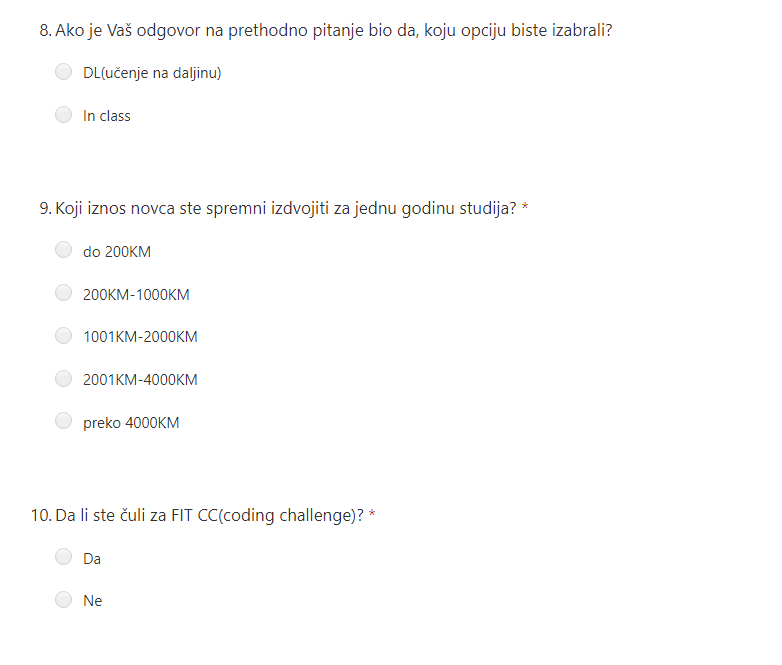 8. Ako je Vaš odgovor na prethodno pitanje bio da, koju opciju biste izabrali?
DL(učenje na daljinu)
In class
9. Koji iznos novca ste spremni izdvojiti za jednu godinu studija? *
do 200KM
200KM-1000KM
1001KM-2000KM
2001KM-4000KM
preko 4000KM
10. Da li ste čuli za FIT CC(coding challenge)? *
Da
Ne